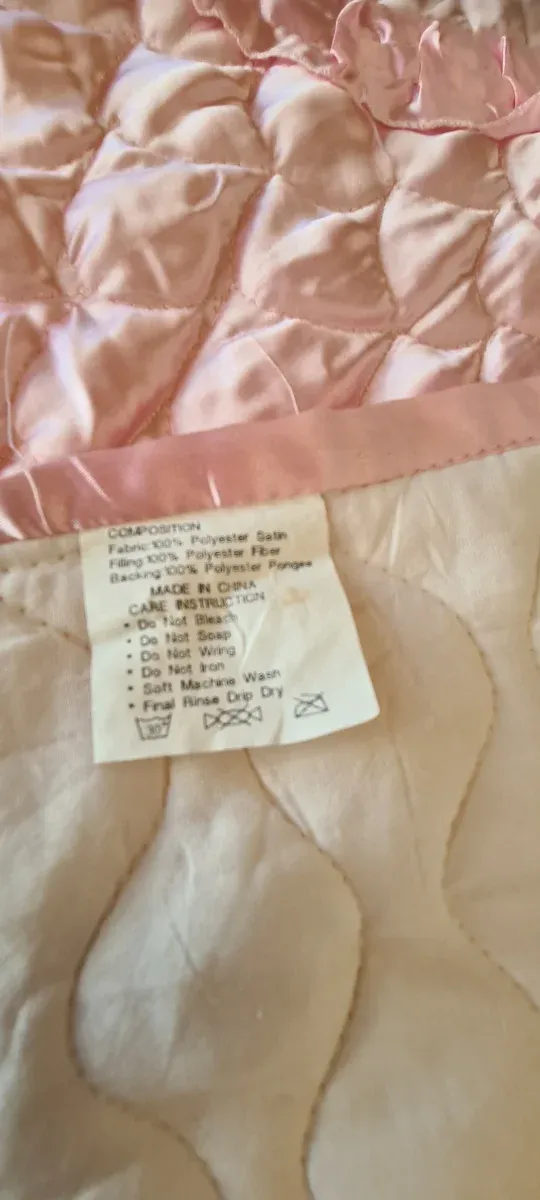 COMPOSITION
Fabric:100% Polyester Satin
Filling:100% Polyester Fiber
Backing:100% Polyester Pongee
MADE IN CHINA
CARE INSTRUCTION
• Do Not Bleach
• Do Not Soap
• Do Not Wring
• Do Not Iron
• Soft Machine Wash
• Final Rinse Drip Dry
30°